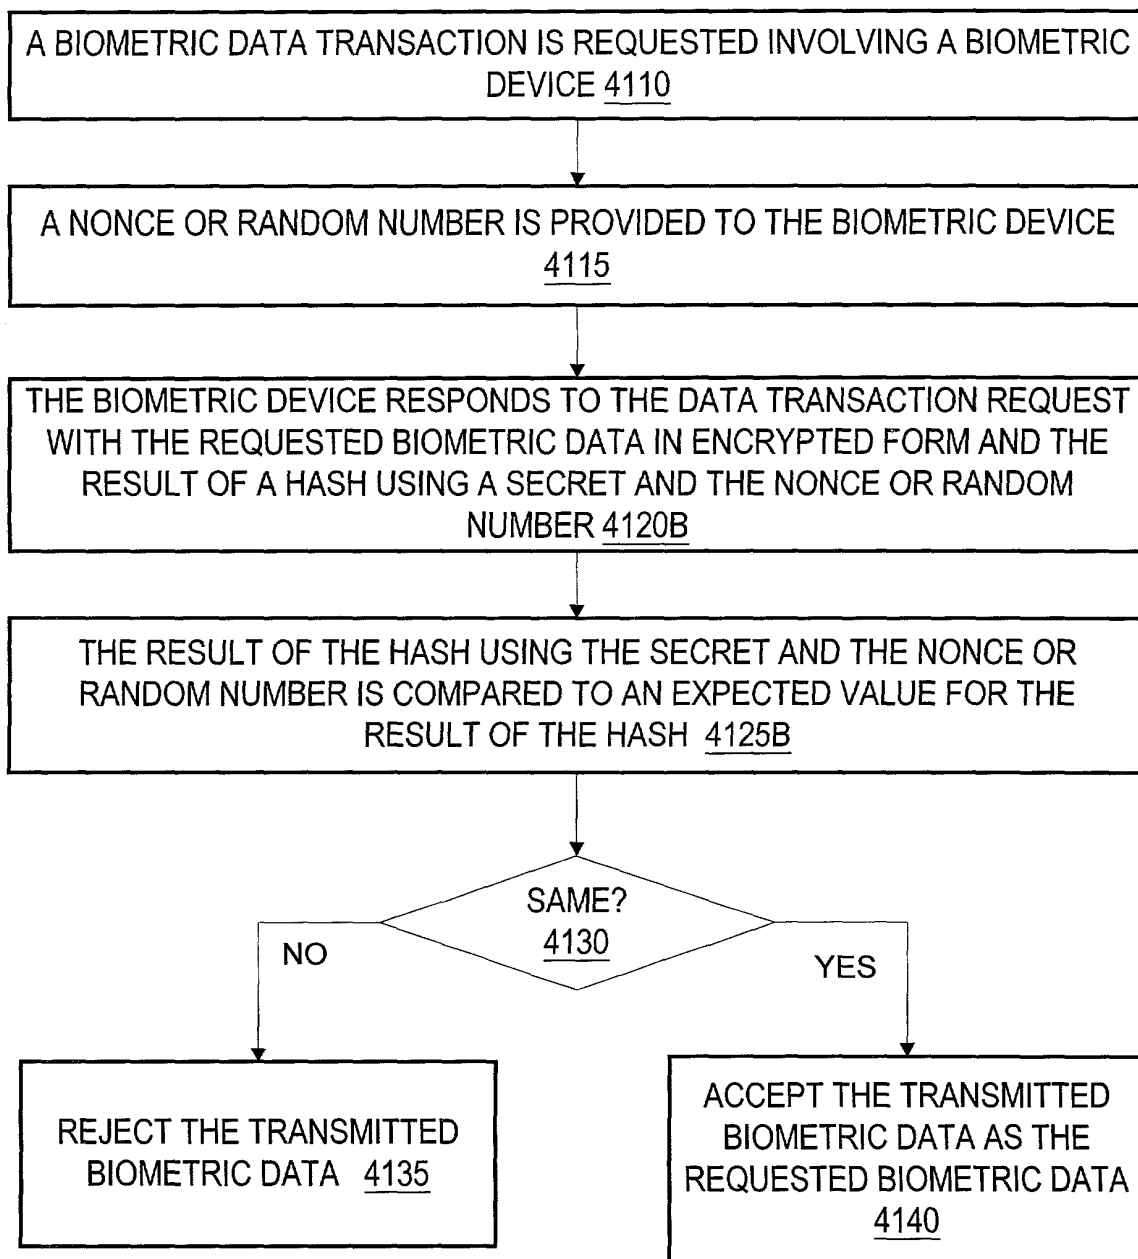 A BIOMETRIC DATA TRANSACTION IS REQUESTED INVOLVING A BIOMETRIC
DEVICE 4110
A NONCE OR RANDOM NUMBER IS PROVIDED TO THE BIOMETRIC DEVICE
4115
THE BIOMETRIC DEVICE RESPONDS TO THE DATA TRANSACTION REQUEST
WITH THE REQUESTED BIOMETRIC DATA IN ENCRYPTED FORM AND THE
RESULT OF A HASH USING A SECRET AND THE NONCE OR RANDOM
NUMBER 4120B
THE RESULT OF THE HASH USING THE SECRET AND THE NONCE OR
RANDOM NUMBER IS COMPARED TO AN EXPECTED VALUE FOR THE
RESULT OF THE HASH 4125B
SAME?
4130
NO
YES
REJECT THE TRANSMITTED
BIOMETRIC DATA 4135
ACCEPT THE TRANSMITTED
BIOMETRIC DATA AS THE
REQUESTED BIOMETRIC DATA
4140